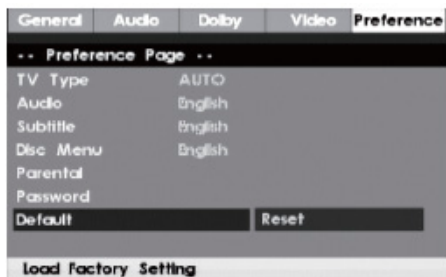 General Audio Dolby Video Preference
-- Preference Page --
TV Type AUTO
Audio English
Subtitle English
Disc Menu English
Parental
Password
Default Reset
Load Factory Setting